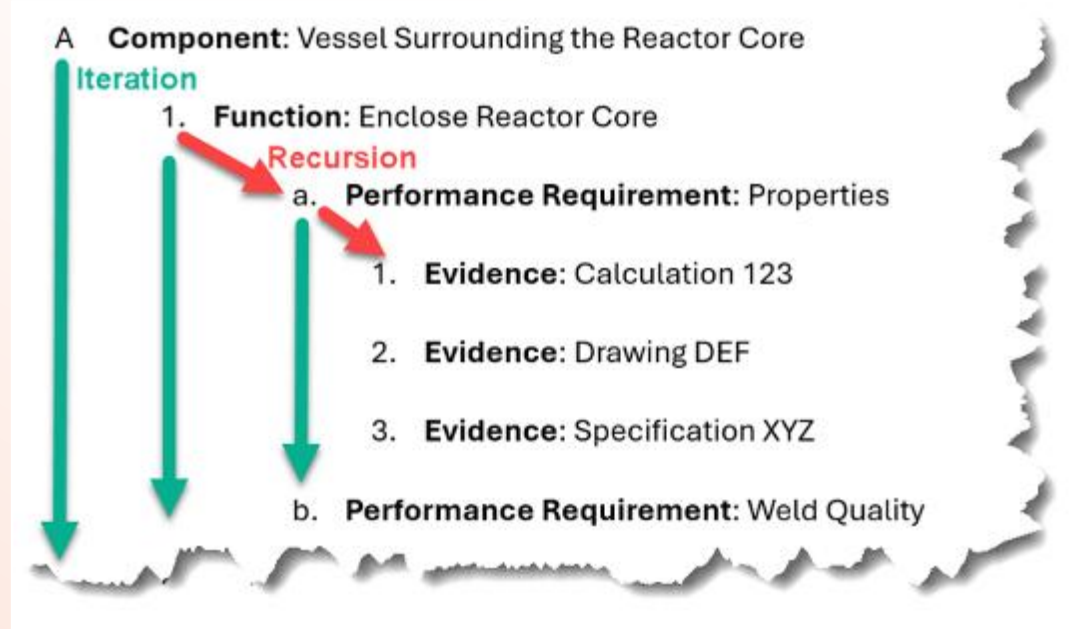 A Component: Vessel Surrounding the Reactor Core
Iteration
1. Function: Enclose Reactor Core
Recursion
a. Performance Requirement: Properties
1. Evidence: Calculation 123
2. Evidence: Drawing DEF
3. Evidence: Specification XYZ
b. Performance Requirement: Weld Quality